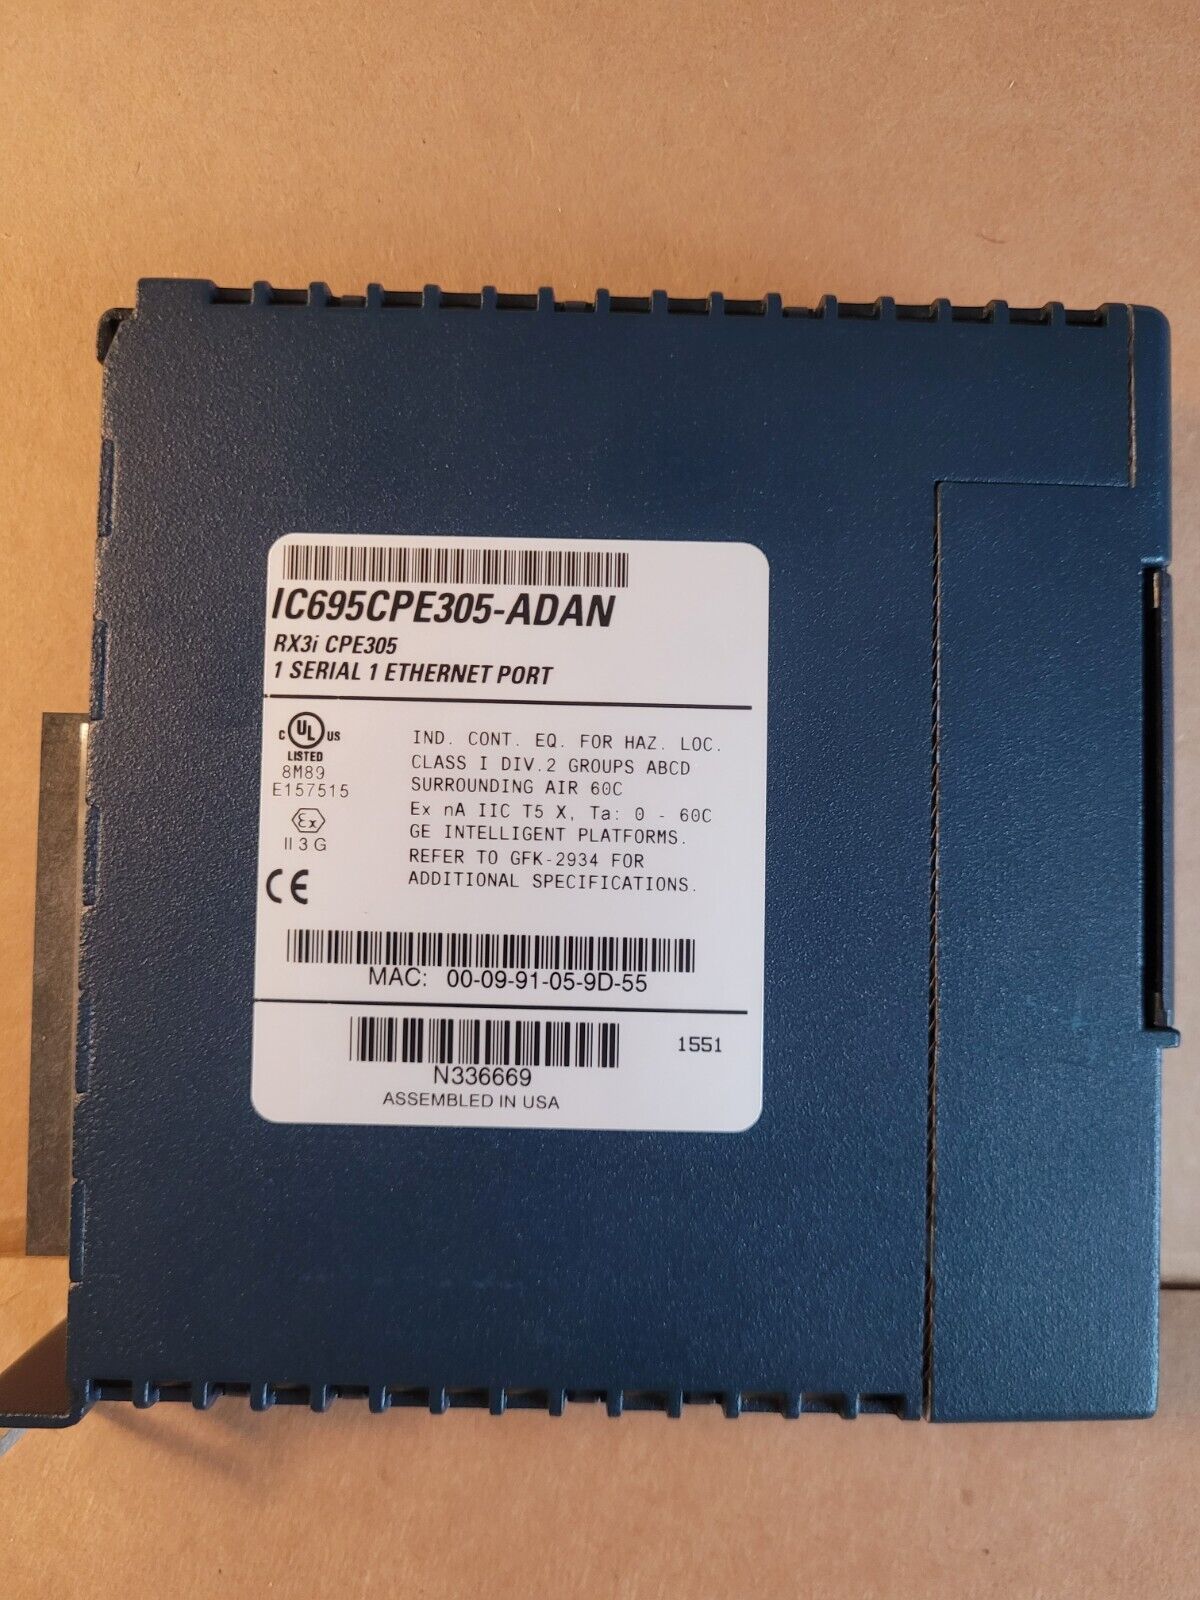 IC695CPE305-ADAN
RX3i CPE305
1 SERIAL 1 ETHERNET PORT
C UL US
LISTED
8M89
E157515
Ex
II 3 G
CE
IND. CONT. EQ. FOR HAZ. LOC.
CLASS I DIV.2 GROUPS ABCD
SURROUNDING AIR 60C
Ex nA IIC T5 X, Ta: 0 - 60C
GE INTELLIGENT PLATFORMS.
REFER TO GFK-2934 FOR
ADDITIONAL SPECIFICATIONS.
MAC: 00-09-91-05-9D-55
1551
N336669
ASSEMBLED IN USA